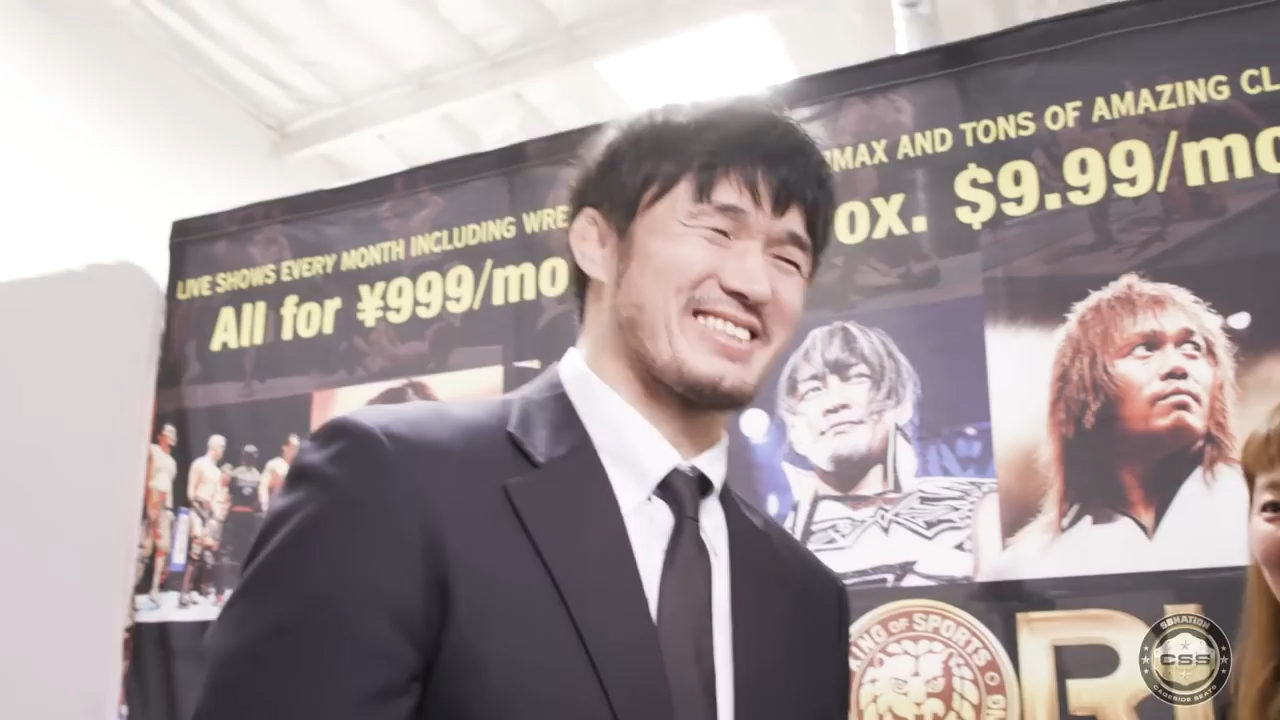 LIVE SHOWS EVERY MONTH INCLUDING WRE
All for ¥999/mo
IMAX AND TONS OF AMAZING CL
ox. $9.99/mo
KING OF SPORTS
SBNATION
CSS
CAGESIDE SEATS